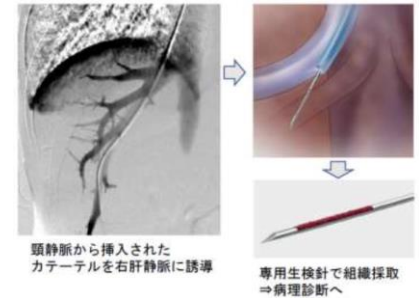 頸静脈から挿入された
カテーテルを右肝静脈に誘導
専用生検針で組織採取
⇒病理診断へ